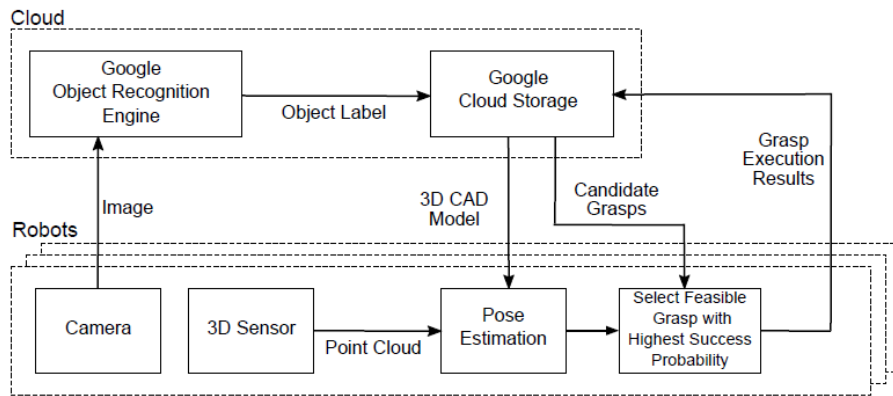 Cloud
Google
Object Recognition
Engine
Object Label
Google
Cloud Storage
Grasp
Execution
Results
Image
3D CAD
Model
Candidate
Grasps
Robots
Camera
3D Sensor
Point Cloud
Pose
Estimation
Select Feasible
Grasp with
Highest Success
Probability